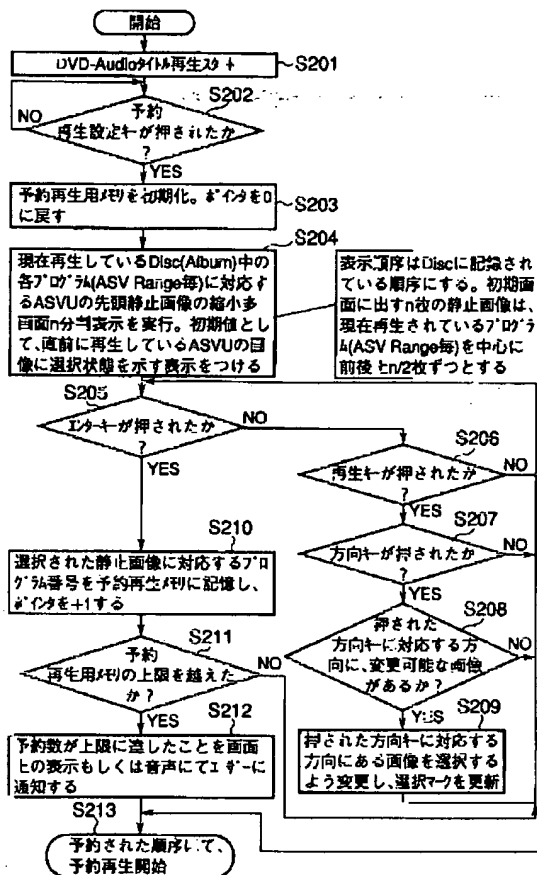 開始
DVD-Audioタイトル再生スタート
S201
S202
予約
再生設定キーが押されたか
?
NO
YES
予約再生用メモリを初期化。ポインタを0
に戻す
S203
S204
現在再生しているDisc(Album)中の
各プログラム(ASV Range毎)に対応す
るASVUの先頭静止画像の縮小多
画面n分割表示を実行。初期値とし
て、直前に再生しているASVUの画
像に選択状態を示す表示をつける
表示順序はDiscに記録され
ている順序にする。初期画
面に出すn枚の静止画像は、
現在再生されているプログラ
ム(ASV Range毎)を中心に
前後とn/2枚ずつとする
S205
エンターキーが押されたか
?
NO
YES
S206
再生キーが押されたか
?
NO
YES
S207
方向キーが押されたか
?
NO
YES
S208
押された
方向キーに対応する方
向に、変更可能な画像
があるか?
NO
YES
S209
押された方向キーに対応する
方向にある画像を選択する
よう変更し、選択マークを更新
S210
選択された静止画像に対応するプロ
グラム番号を予約再生メモリに記憶し、
ポインタを+1する
S211
予約
再生用メモリの上限を越えた
か?
NO
YES
S212
予約数が上限に達したことを画面
上の表示もしくは音声にてユーザーに
通知する
S213
予約された順序にて、
予約再生開始